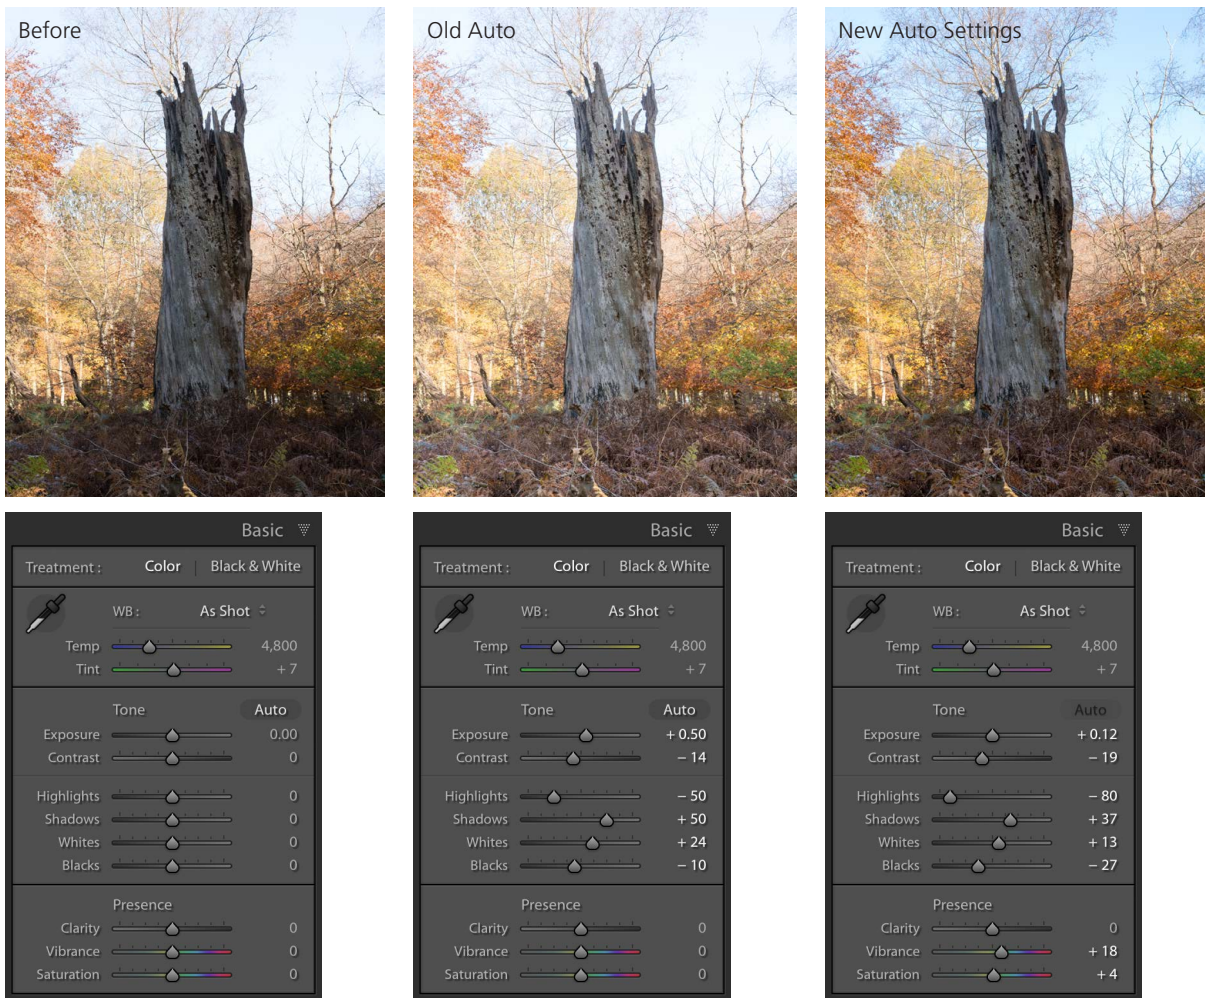 Before
Old Auto
New Auto Settings
Basic
Treatment : Color | Black & White
WB : As Shot
Temp 4,800
Tint + 7
Tone Auto
Exposure 0.00
Contrast 0
Highlights 0
Shadows 0
Whites 0
Blacks 0
Presence
Clarity 0
Vibrance 0
Saturation 0
Basic
Treatment : Color | Black & White
WB : As Shot
Temp 4,800
Tint + 7
Tone Auto
Exposure + 0.50
Contrast – 14
Highlights – 50
Shadows + 50
Whites + 24
Blacks – 10
Presence
Clarity 0
Vibrance 0
Saturation 0
Basic
Treatment : Color | Black & White
WB : As Shot
Temp 4,800
Tint + 7
Tone Auto
Exposure + 0.12
Contrast – 19
Highlights – 80
Shadows + 37
Whites + 13
Blacks – 27
Presence
Clarity 0
Vibrance + 18
Saturation + 4